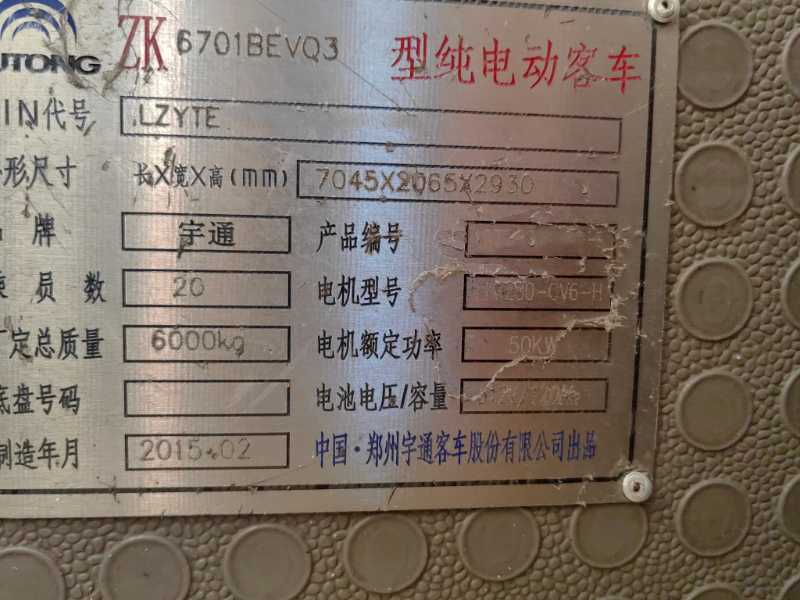 UTONG ZK 6701BEVQ3 型纯电动客车
IN代号 LZYTE
形尺寸 长X宽X高(mm) 7045X2065X2930
牌 宇通 产品编号
员数 20 电机型号 250-CV6-H
定总质量 6000kg 电机额定功率 50KW
底盘号码 电池电压/容量
制造年月 2015.02 中国·郑州宇通客车股份有限公司出品